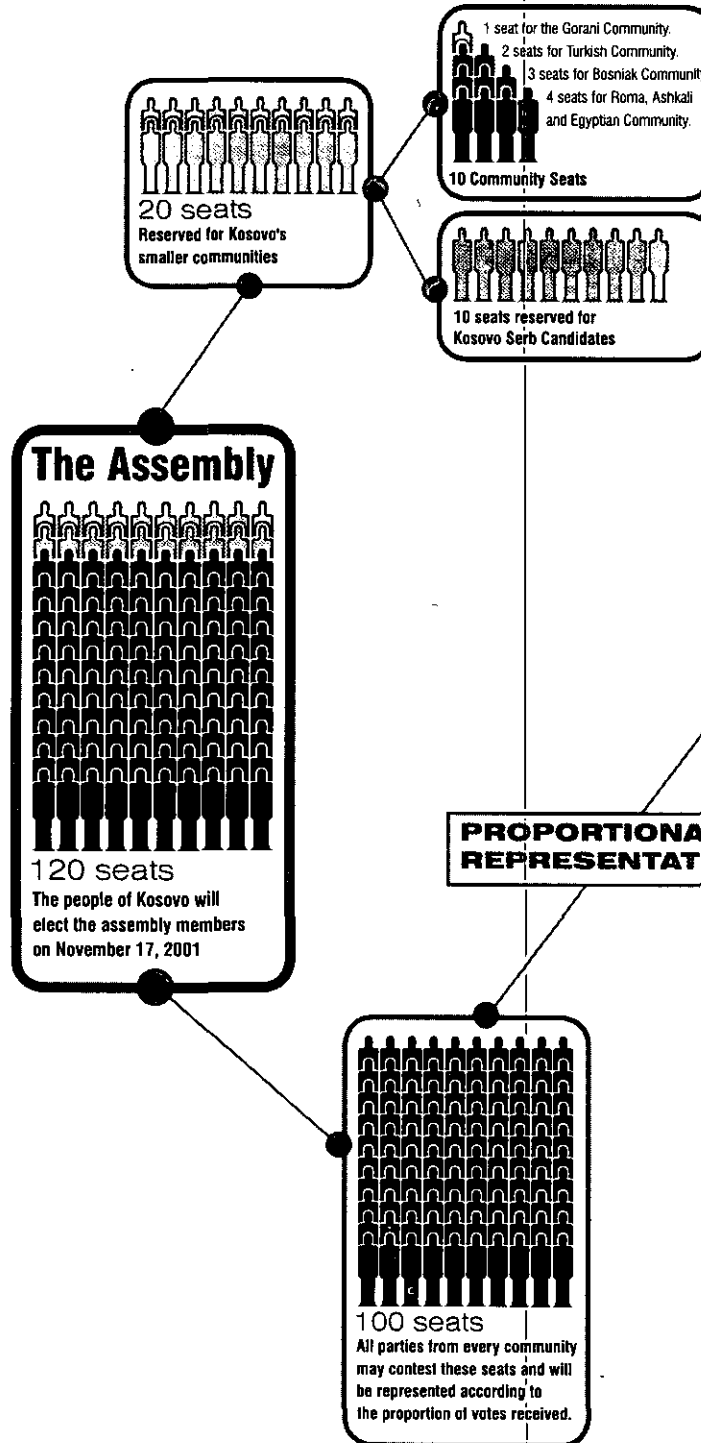 1 seat for the Gorani Community.
2 seats for Turkish Community.
3 seats for Bosniak Community
4 seats for Roma, Ashkali
and Egyptian Community.
10 Community Seats
20 seats
Reserved for Kosovo's
smaller communities
10 seats reserved for
Kosovo Serb Candidates
The Assembly
120 seats
The people of Kosovo will
elect the assembly members
on November 17, 2001
PROPORTIONA
REPRESENTAT
100 seats
All parties from every community
may contest these seats and will
be represented according to
the proportion of votes received.